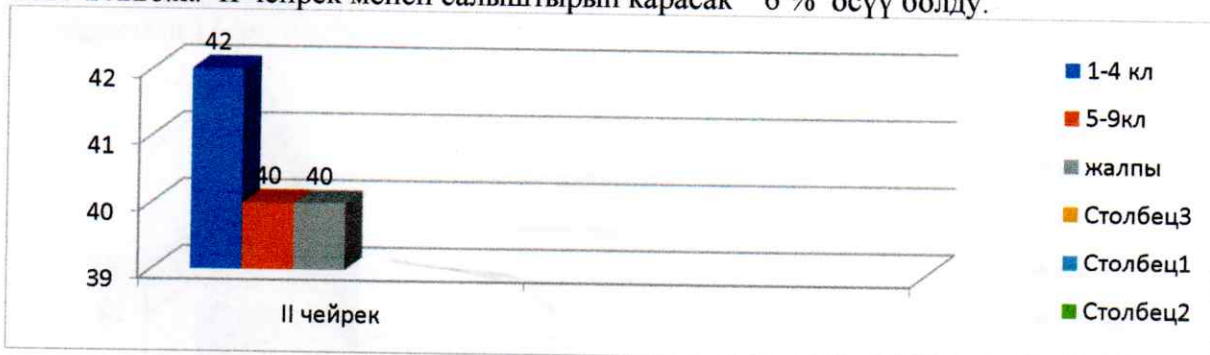 II чейрек менен салыштырып карасак 6 % өсүү болду.
42
42
41
40
39
40
40
II чейрек
1-4 кл
5-9кл
жалпы
Столбец3
Столбец1
Столбец2